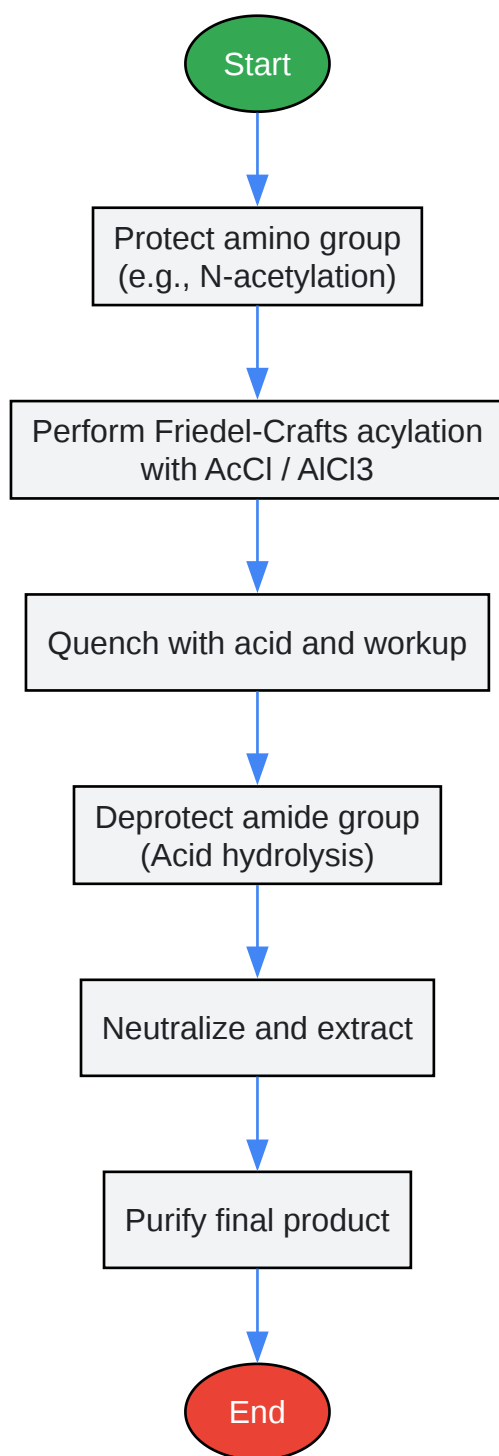 Start
Protect amino group
(e.g., N-acetylation)
Perform Friedel-Crafts acylation
with AcCl / AlCl3
Quench with acid and workup
Deprotect amide group
(Acid hydrolysis)
Neutralize and extract
Purify final product
End